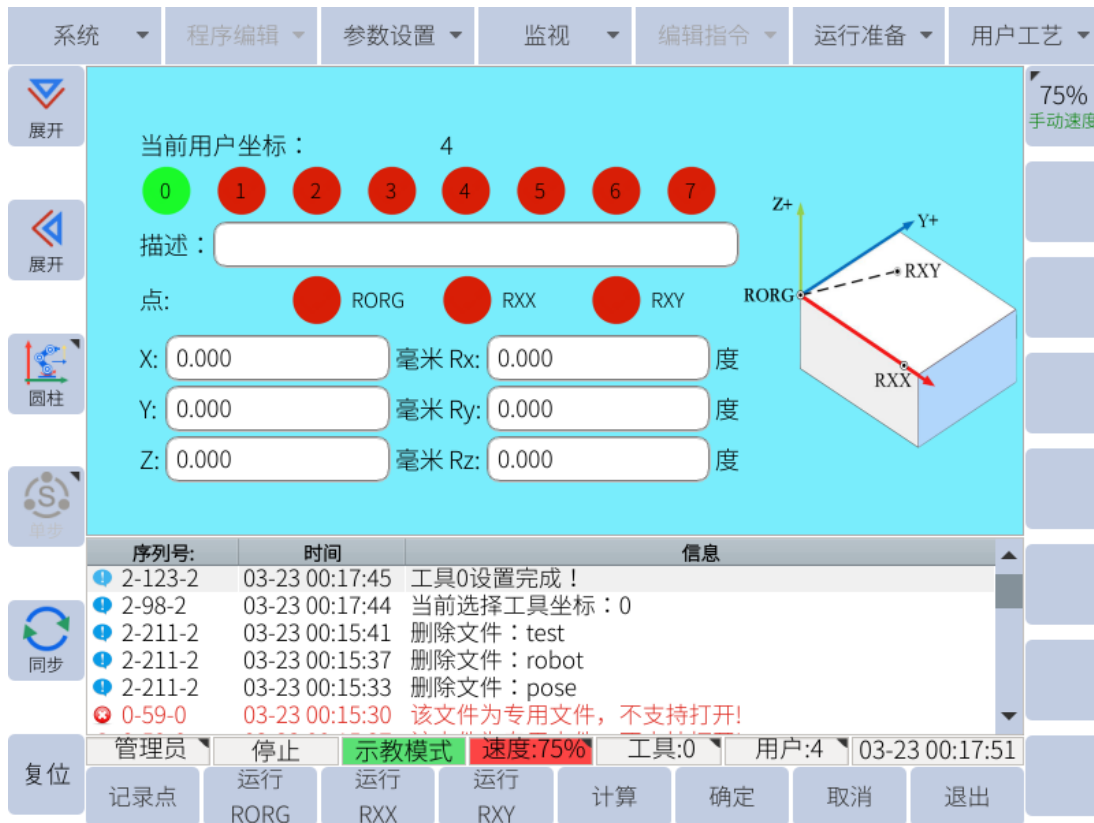 系统 程序编辑 参数设置 监视 编辑指令 运行准备 用户工艺
展开
75%
手动速度
当前用户坐标： 4
0 1 2 3 4 5 6 7
描述：
展开
点: RORG RXX RXY
Z+
Y+
RXY
RORG
RXX
X: 0.000 毫米 Rx: 0.000 度
Y: 0.000 毫米 Ry: 0.000 度
Z: 0.000 毫米 Rz: 0.000 度
圆柱
S
单步
序列号: 时间 信息
2-123-2 03-23 00:17:45 工具0设置完成！
2-98-2 03-23 00:17:44 当前选择工具坐标：0
2-211-2 03-23 00:15:41 删除文件：test
2-211-2 03-23 00:15:37 删除文件：robot
2-211-2 03-23 00:15:33 删除文件：pose
0-59-0 03-23 00:15:30 该文件为专用文件，不支持打开!
同步
管理员 停止 示教模式 速度:75% 工具:0 用户:4 03-23 00:17:51
复位
记录点 运行 RORG 运行 RXX 运行 RXY 计算 确定 取消 退出